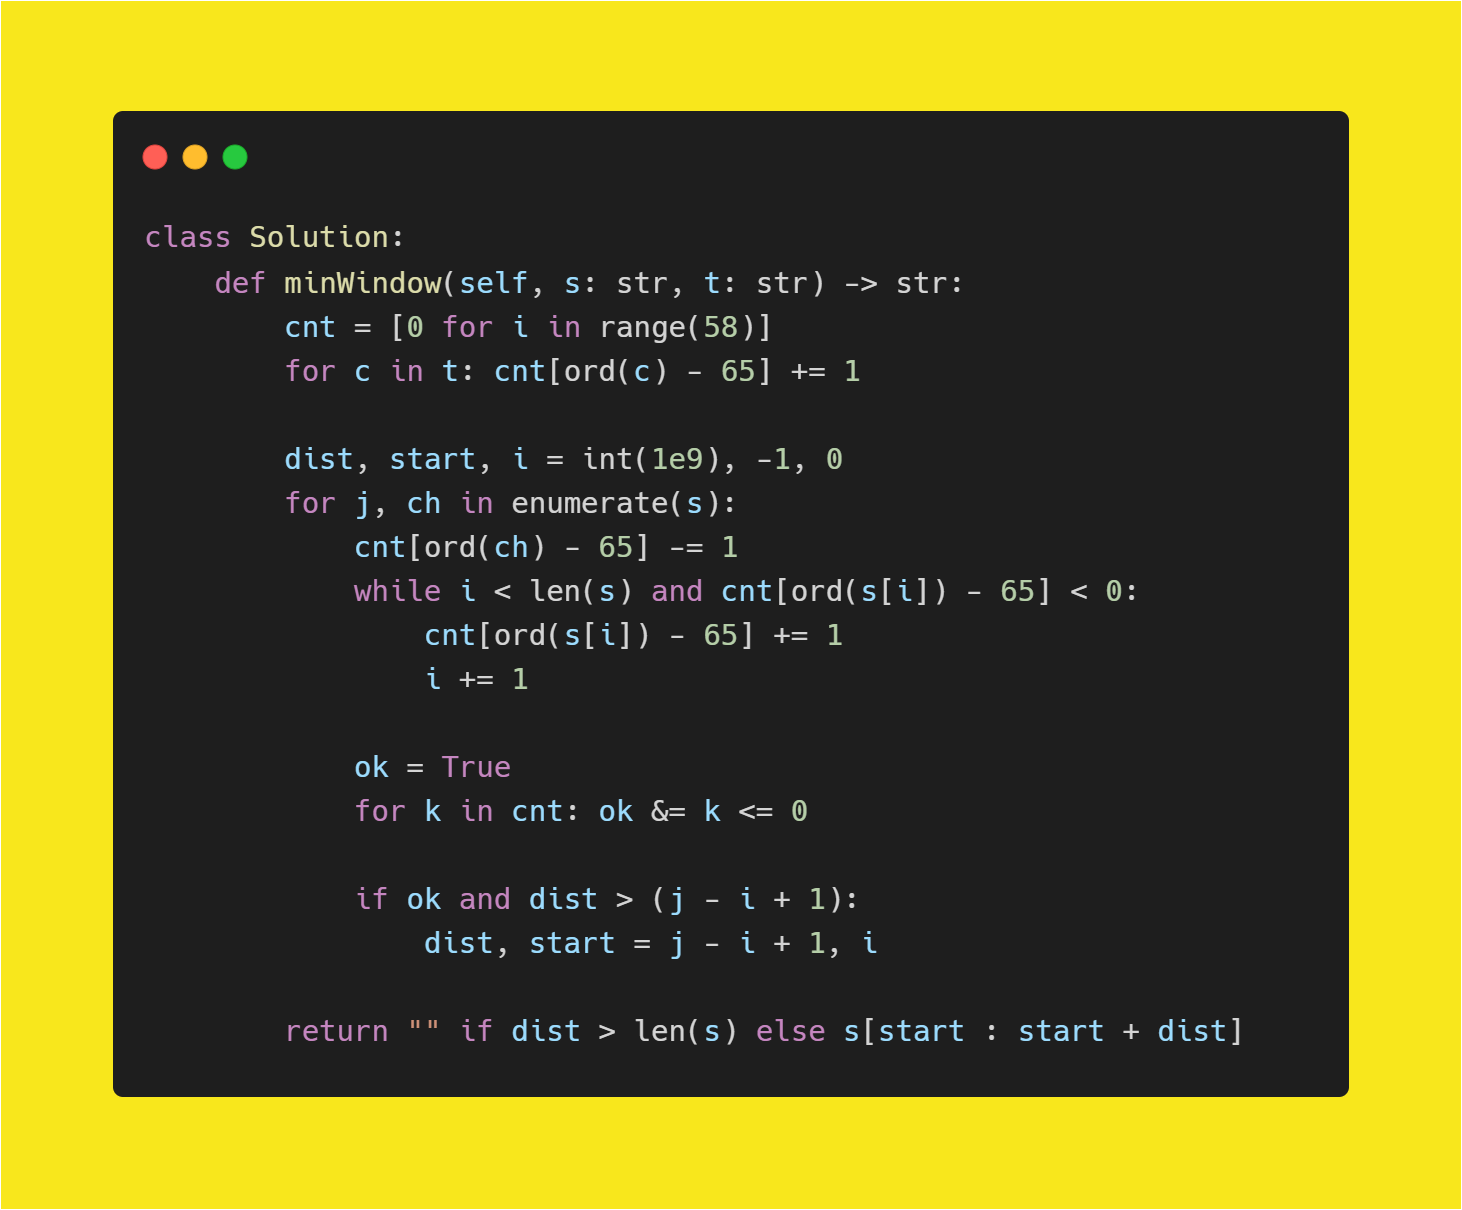 class Solution:
    def minWindow(self, s: str, t: str) -> str:
        cnt = [0 for i in range(58)]
        for c in t: cnt[ord(c) - 65] += 1

        dist, start, i = int(1e9), -1, 0
        for j, ch in enumerate(s):
            cnt[ord(ch) - 65] -= 1
            while i < len(s) and cnt[ord(s[i]) - 65] < 0:
                cnt[ord(s[i]) - 65] += 1
                i += 1

            ok = True
            for k in cnt: ok &= k <= 0

            if ok and dist > (j - i + 1):
                dist, start = j - i + 1, i

        return "" if dist > len(s) else s[start : start + dist]